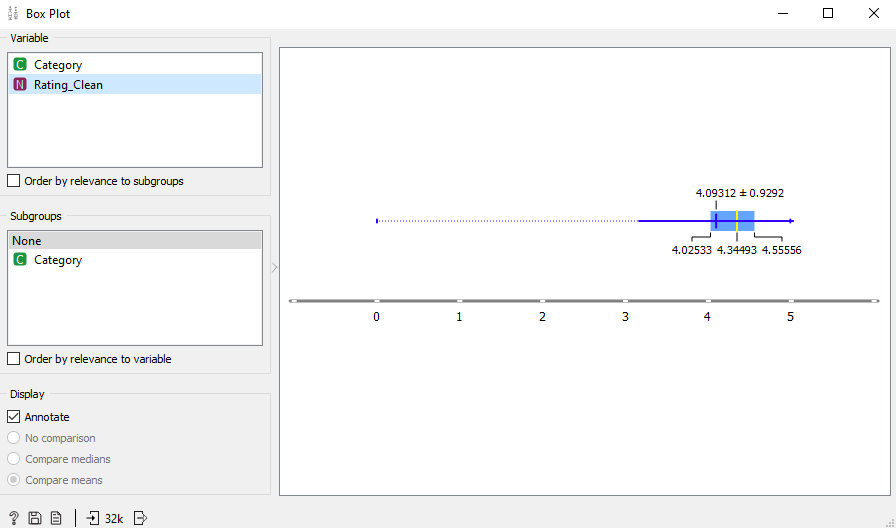 Box Plot
Variable
C Category
N Rating_Clean
Order by relevance to subgroups
Subgroups
None
C Category
Order by relevance to variable
Display
Annotate
No comparison
Compare medians
Compare means
? 32k
4.09312 ± 0.9292
4.02533 4.34493 4.55556
0 1 2 3 4 5